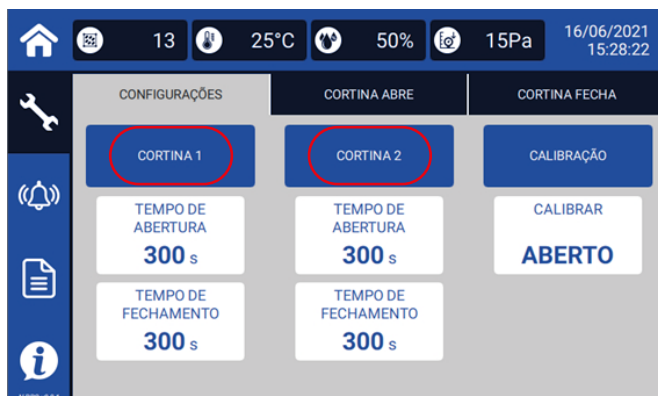 13 25°C 50% 15Pa 16/06/2021
15:28:22
CONFIGURAÇÕES CORTINA ABRE CORTINA FECHA
CORTINA 1 CORTINA 2 CALIBRAÇÃO
TEMPO DE
ABERTURA
300 s
TEMPO DE
ABERTURA
300 s
CALIBRAR
ABERTO
TEMPO DE
FECHAMENTO
300 s
TEMPO DE
FECHAMENTO
300 s